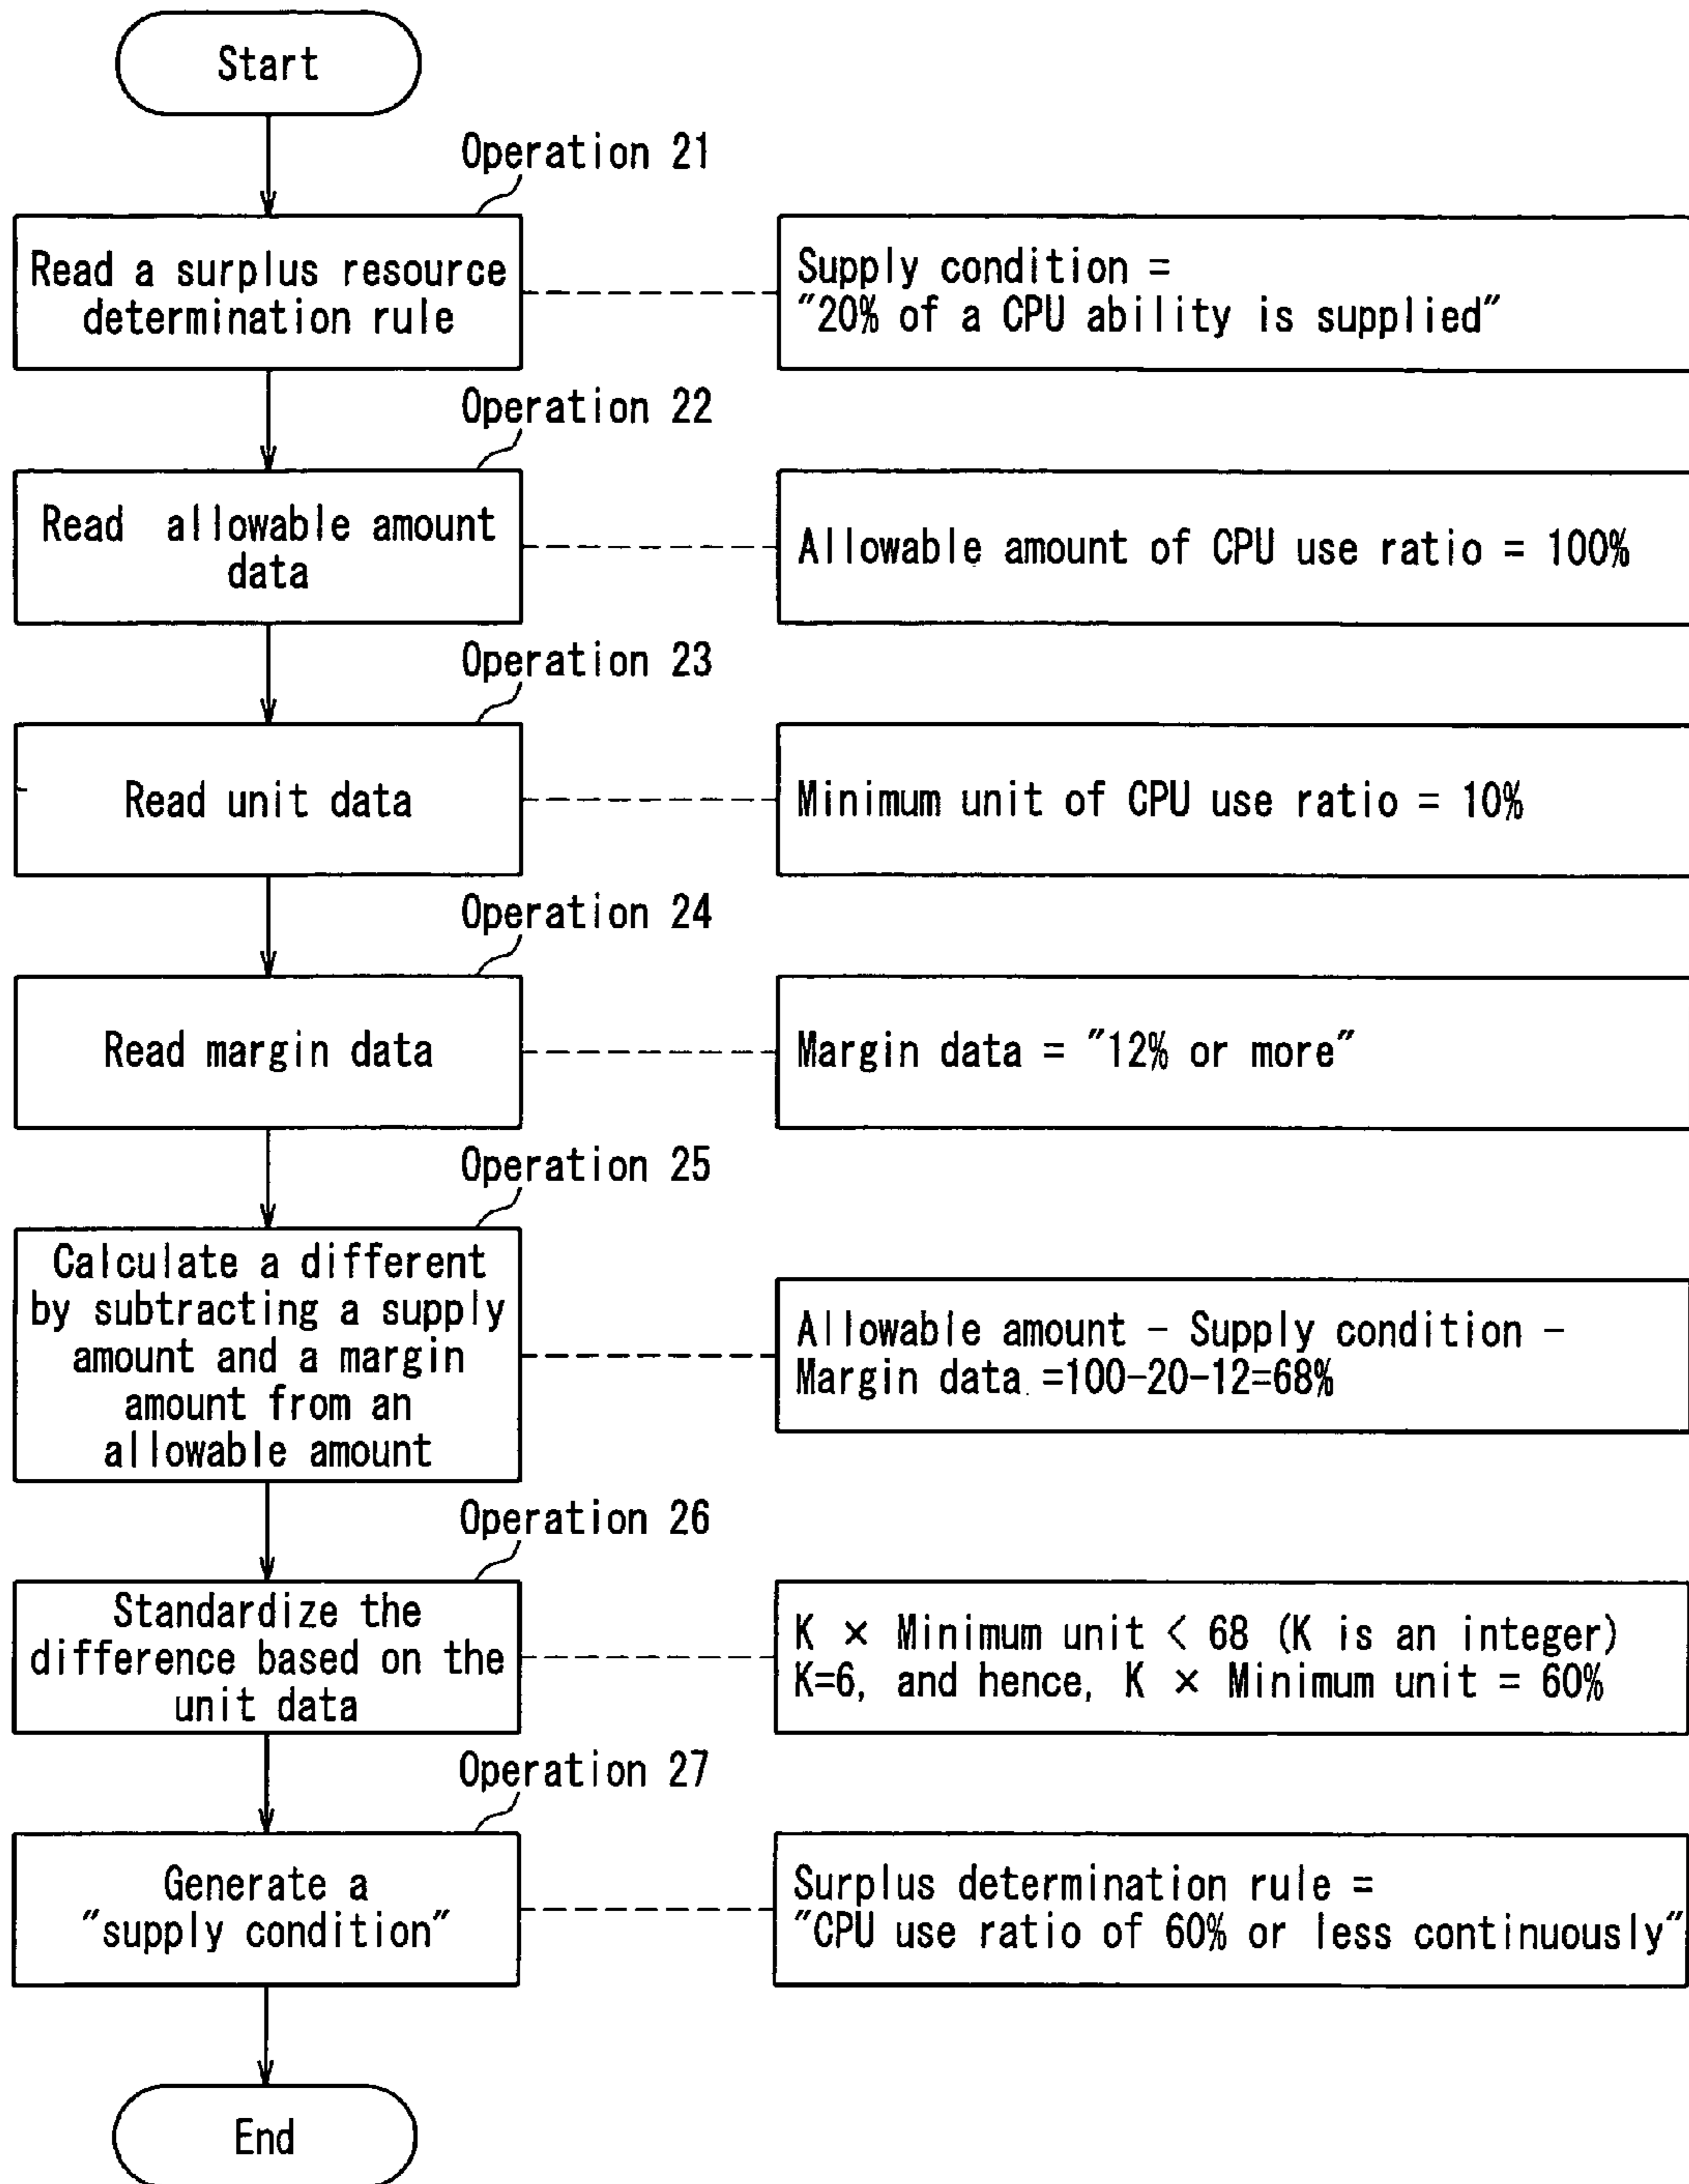 Start
Operation 21
Read a surplus resource
determination rule
Supply condition =
"20% of a CPU ability is supplied"
Operation 22
Read allowable amount
data
Allowable amount of CPU use ratio = 100%
Operation 23
Read unit data
Minimum unit of CPU use ratio = 10%
Operation 24
Read margin data
Margin data = "12% or more"
Operation 25
Calculate a different
by subtracting a supply
amount and a margin
amount from an
allowable amount
Allowable amount – Supply condition –
Margin data =100–20–12=68%
Operation 26
Standardize the
difference based on the
unit data
K × Minimum unit < 68 (K is an integer)
K=6, and hence, K × Minimum unit = 60%
Operation 27
Generate a
"supply condition"
Surplus determination rule =
"CPU use ratio of 60% or less continuously"
End